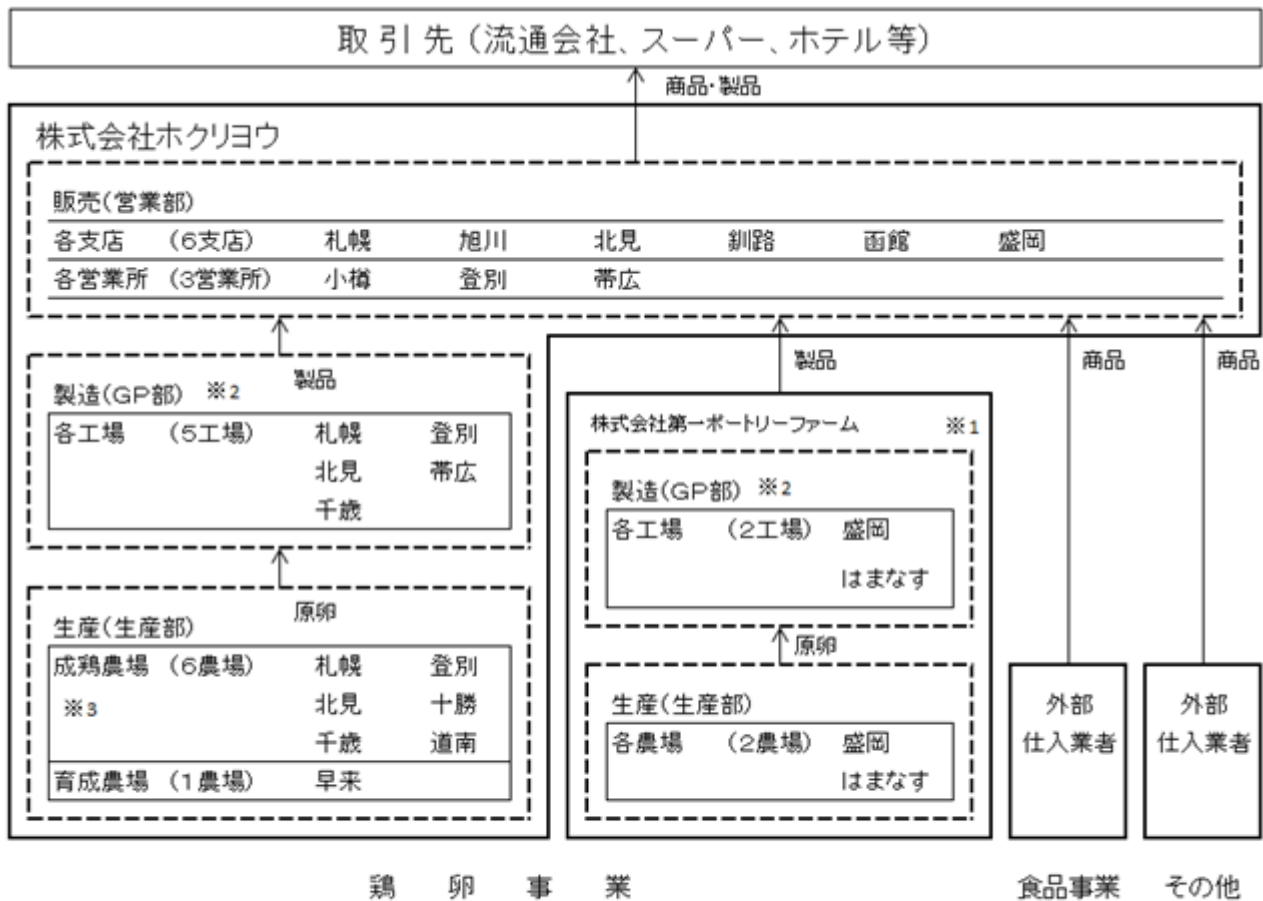 取引先（流通会社、スーパー、ホテル等）
商品・製品
株式会社ホクリヨウ
販売（営業部）
各支店 （6支店） 札幌 旭川 北見 釧路 函館 盛岡
各営業所 （3営業所） 小樽 登別 帯広
製品
製造（GP部） ※2
各工場 （5工場） 札幌 登別
北見 帯広
千歳
原卵
生産（生産部）
成鶏農場 （6農場） 札幌 登別
※3 北見 十勝
千歳 道南
育成農場 （1農場） 早来
製品
株式会社第一ポートリーファーム ※1
製造（GP部） ※2
各工場 （2工場） 盛岡
はまなす
原卵
生産（生産部）
各農場 （2農場） 盛岡
はまなす
商品
外部
仕入業者
商品
外部
仕入業者
鶏卵事業 食品事業 その他